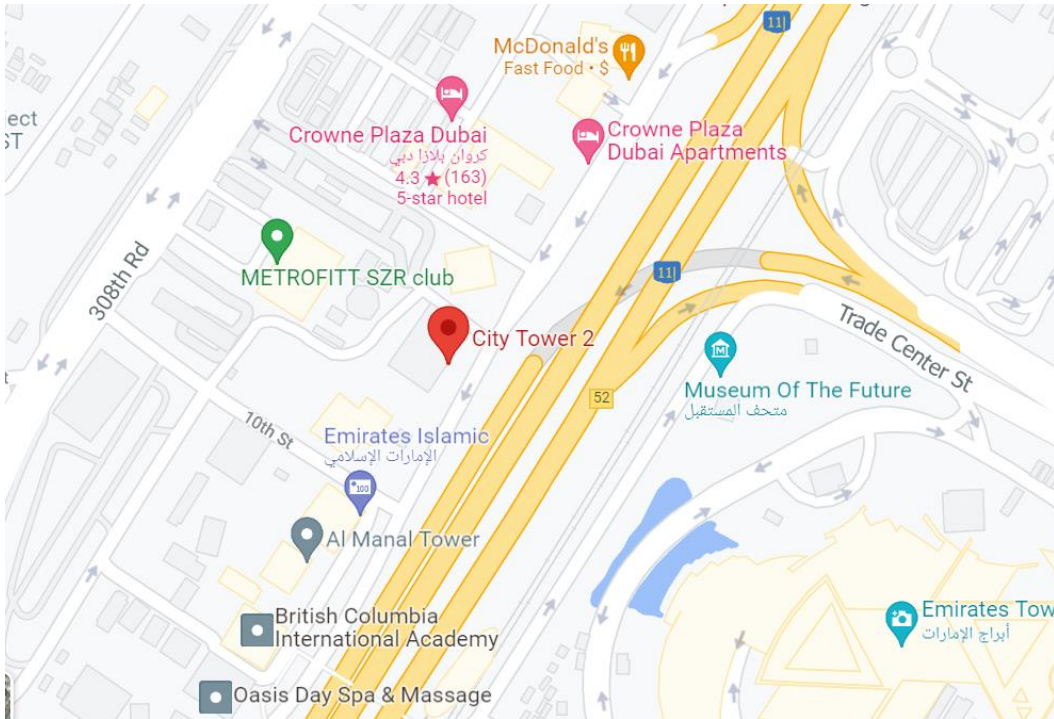 11
McDonald's
Fast Food • $
ect
ST
Crowne Plaza Dubai
كروان بلازا دبي
4.3 ★ (163)
5-star hotel
Crowne Plaza
Dubai Apartments
308th Rd
METROFITT SZR club
11
City Tower 2
Trade Center St
Museum Of The Future
متحف المستقبل
52
10th St
Emirates Islamic
الإمارات الإسلامي
100
Al Manal Tower
British Columbia
International Academy
Emirates Tow
أبراج الإمارات
Oasis Day Spa & Massage